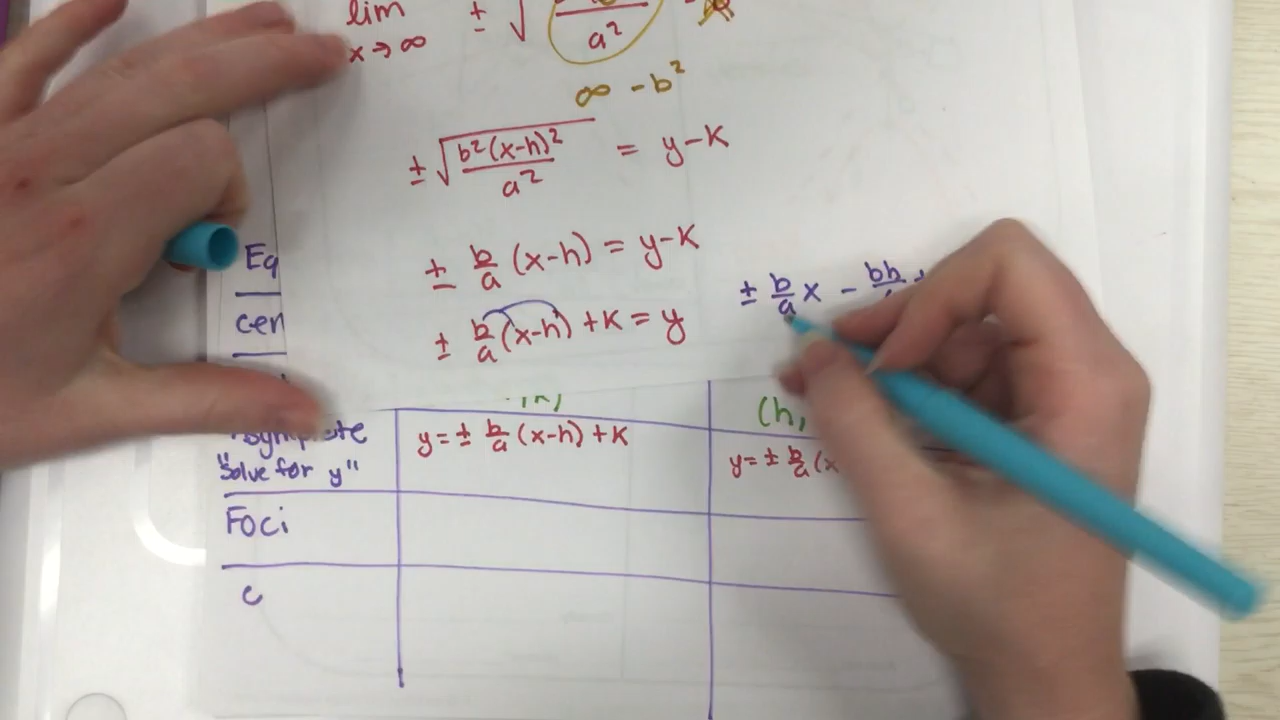 lim ± √ a²
x→∞
∞ - b²
± √(b²(x-h)²/a²) = y-K
± b/a (x-h) = y-K
± b/a (x-h) + K = y
± b/a x - bh
Eq
cen
Asymptote y = ± b/a (x-h) + K
"Solve for y"
(h,
y = ± b/a (x
Foci
c